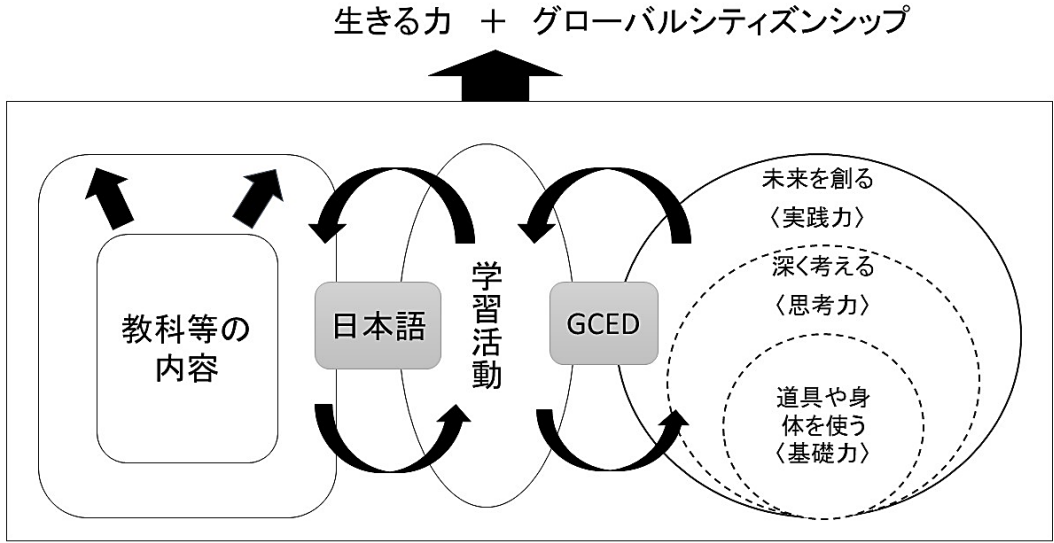 生きる力 + グローバルシティズンシップ
教科等の
内容
日本語
学習活動
GCED
未来を創る
〈実践力〉
深く考える
〈思考力〉
道具や身
体を使う
〈基礎力〉